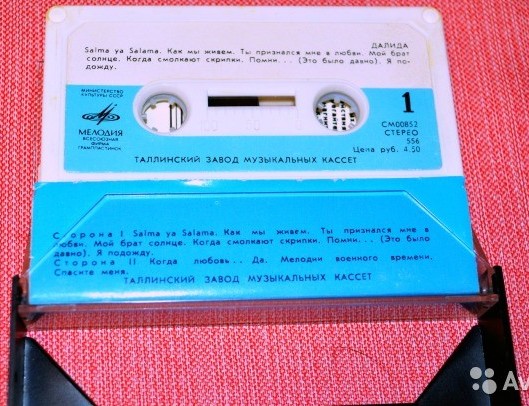 ДАЛИДА
Salma ya Salama. Как мы живем. Ты признался мне в любви. Мой брат
солнце. Когда смолкают скрипки. Помни... (Это было давно). Я по-
дожду.
МИНИСТЕРСТВО
КУЛЬТУРЫ СССР
МЕЛОДИЯ
ВСЕСОЮЗНАЯ
ФИРМА
ГРАМПЛАСТИНОК
1
СМ00852
СТЕРЕО
556
Цена руб. 4.50
ТАЛЛИНСКИЙ ЗАВОД МУЗЫКАЛЬНЫХ КАССЕТ
Сторона I Salma ya Salama. Как мы живем. Ты признался мне в
любви. Мой брат солнце. Когда смолкают скрипки. Помни... (Это было
давно). Я подожду.
Сторона II Когда любовь.. Да. Мелодии военного времени.
Спасите меня.
ТАЛЛИНСКИЙ ЗАВОД МУЗЫКАЛЬНЫХ КАССЕТ